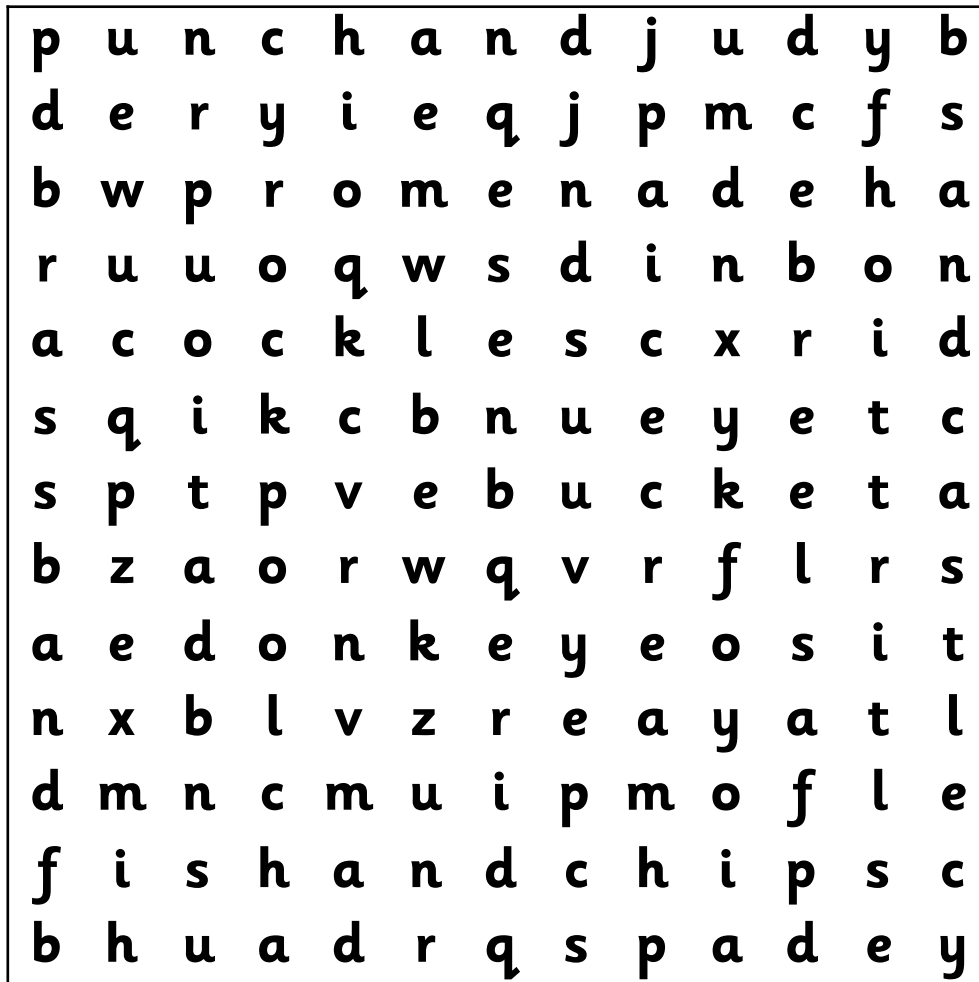 p u n c h a n d j u d y b
d e r y i e q j p m c f s
b w p r o m e n a d e h a
r u u o q w s d i n b o n
a c o c k l e s c x r i d
s q i k c b n u e y e t c
s p t p v e b u c k e t a
b z a o r w q v r f l r s
a e d o n k e y e o s i t
n x b l v z r e a y a t l
d m n c m u i p m o f l e
f i s h a n d c h i p s c
b h u a d r q s p a d e y